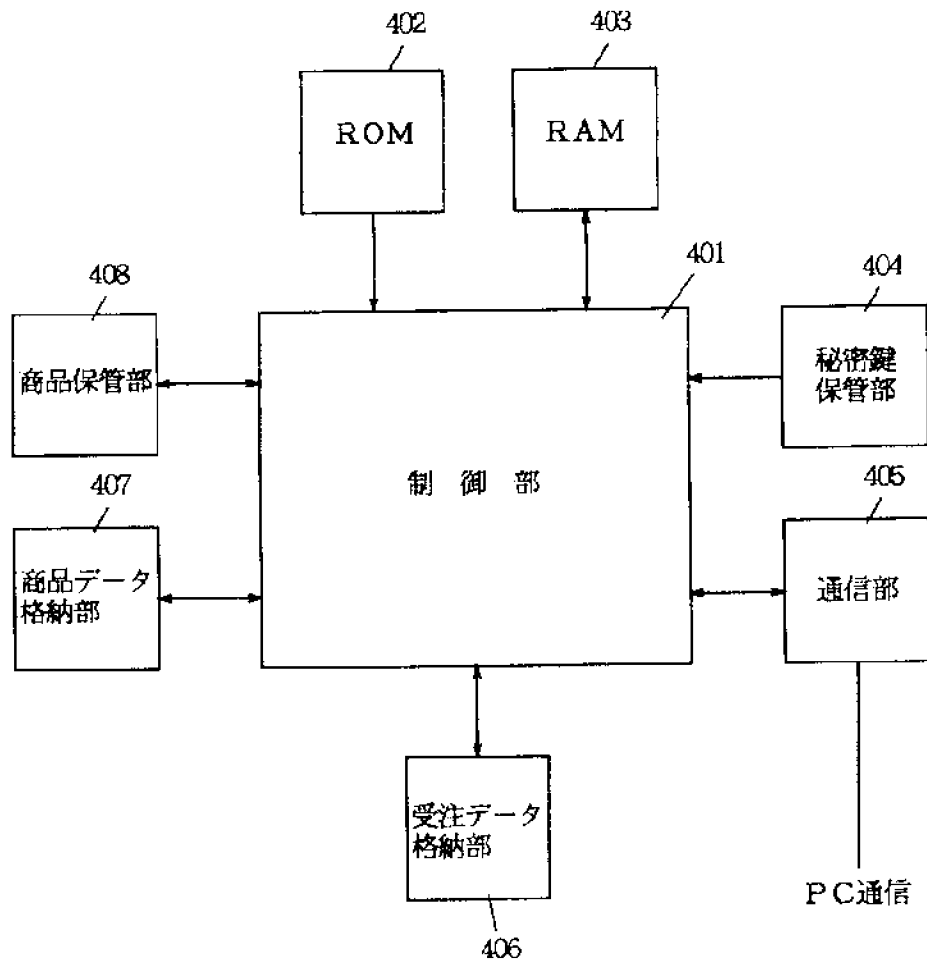 402
403
ROM
RAM
408
401
404
商品保管部
秘密鍵
保管部
407
制 御 部
405
商品データ
格納部
通信部
受注データ
格納部
PC通信
406